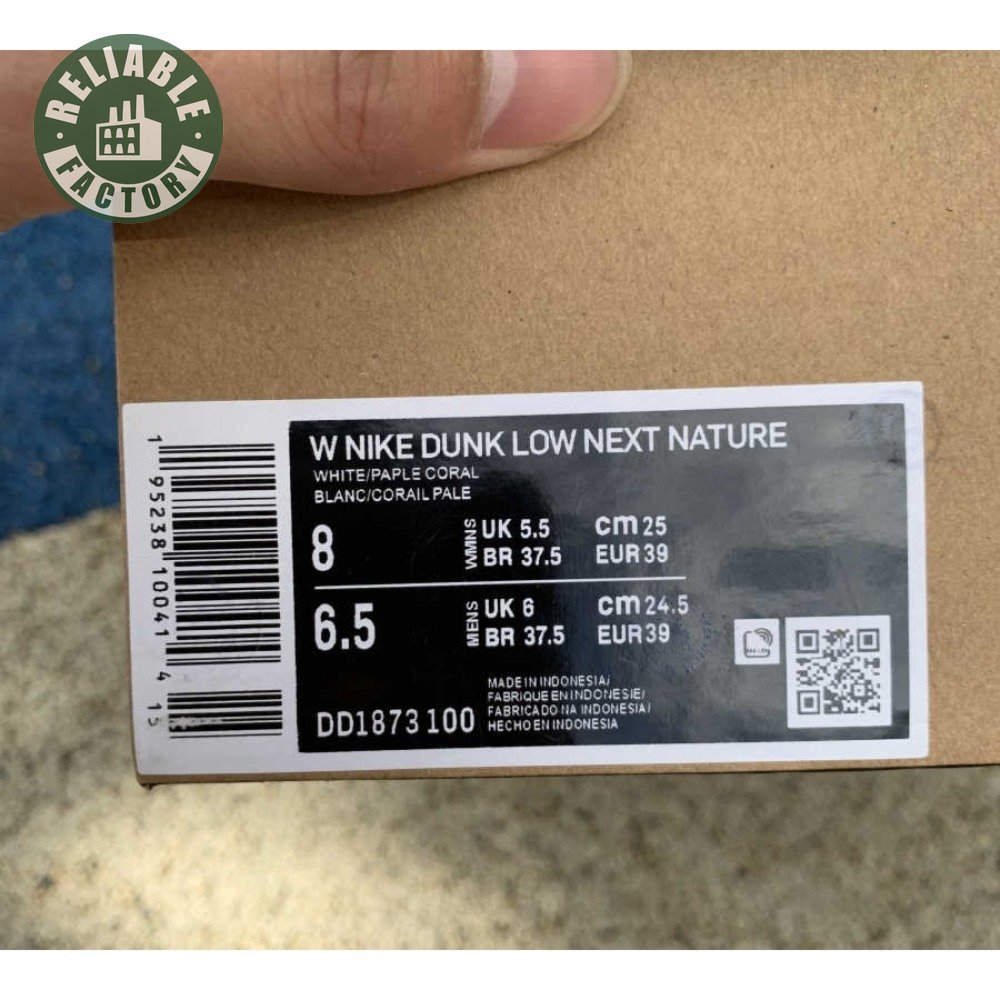 RELIABLE
FACTORY
W NIKE DUNK LOW NEXT NATURE
WHITE/PAPLE CORAL
BLANC/CORAIL PALE
8 WMNS UK 5.5 cm 25
BR 37.5 EUR 39
6.5 MENS UK 6 cm 24.5
BR 37.5 EUR 39
MADE IN INDONESIA/
FABRIQUE EN INDONESIE/
FABRICADO NA INDONESIA/
HECHO EN INDONESIA
DD1873 100
1 95238 10041 4
15